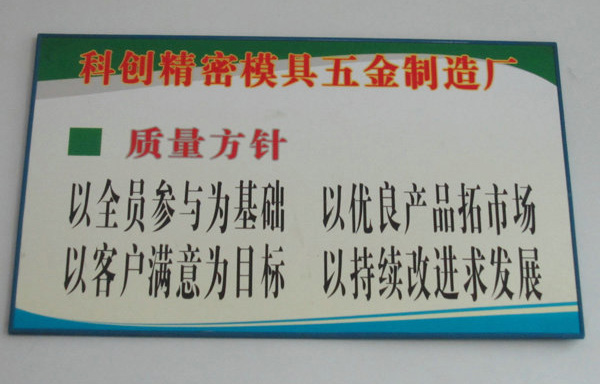 科创精密模具五金制造厂
质量方针
以全员参与为基础 以优良产品拓市场
以客户满意为目标 以持续改进求发展